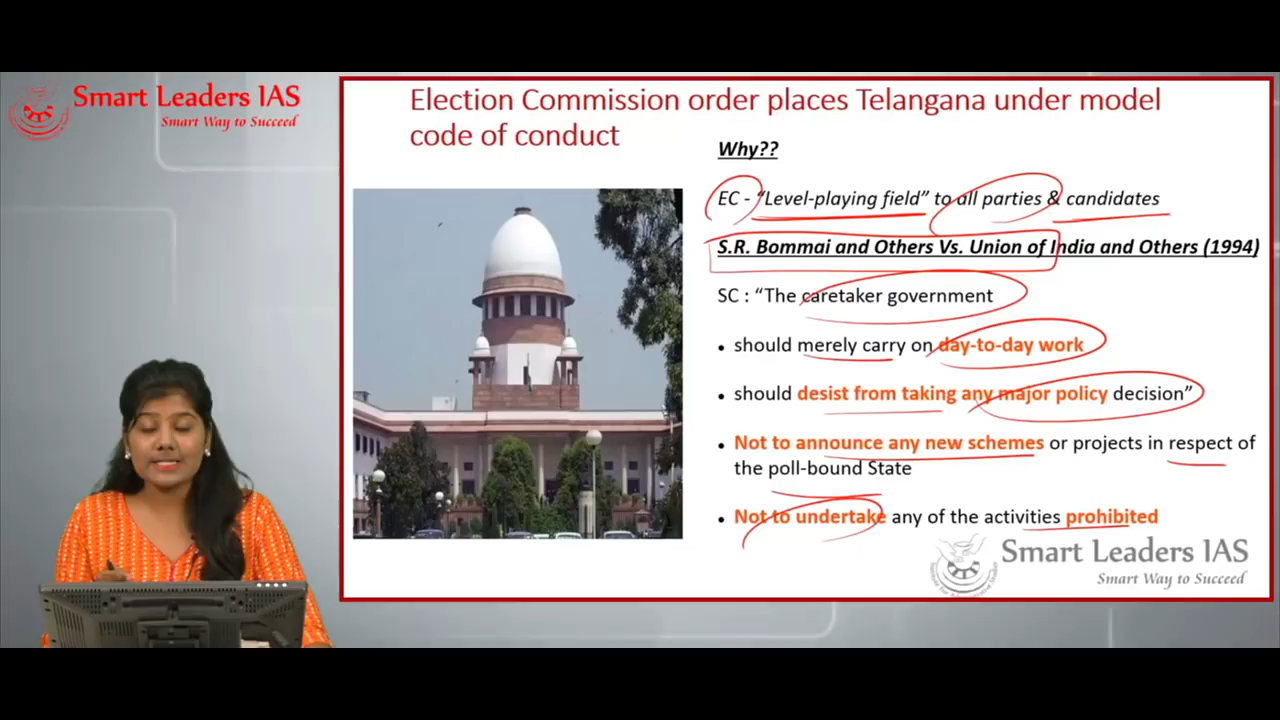 Smart Leaders IAS
Smart Way to Succeed
Election Commission order places Telangana under model
code of conduct
Why??
EC - “Level-playing field” to all parties & candidates
S.R. Bommai and Others Vs. Union of India and Others (1994)
SC : “The caretaker government
• should merely carry on day-to-day work
• should desist from taking any major policy decision”
• Not to announce any new schemes or projects in respect of
the poll-bound State
• Not to undertake any of the activities prohibited
Smart Leaders IAS
Smart Way to Succeed